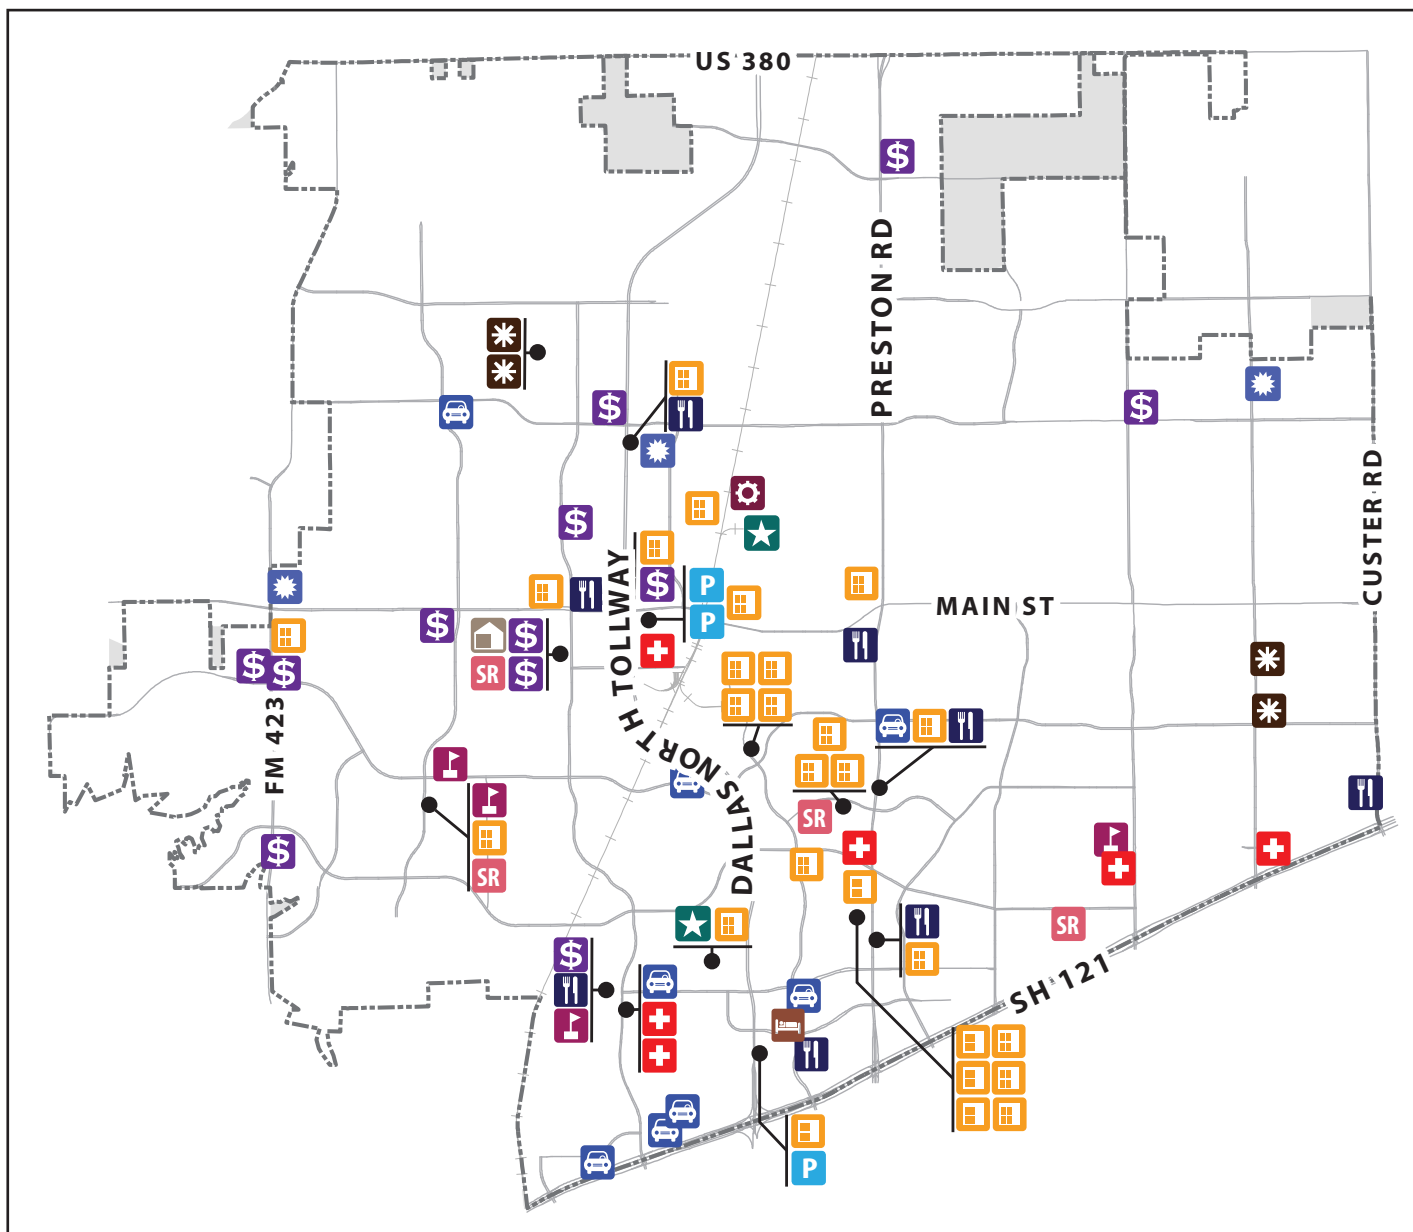 US 380
$
PRESTON RD
$
$
CUSTER RD
$
$
P
MAIN ST
P
$
$
SR
$
$
$
FM 423
DALLAS NORTH TOLLWAY
SR
$
SR
SR
$
SH 121
P